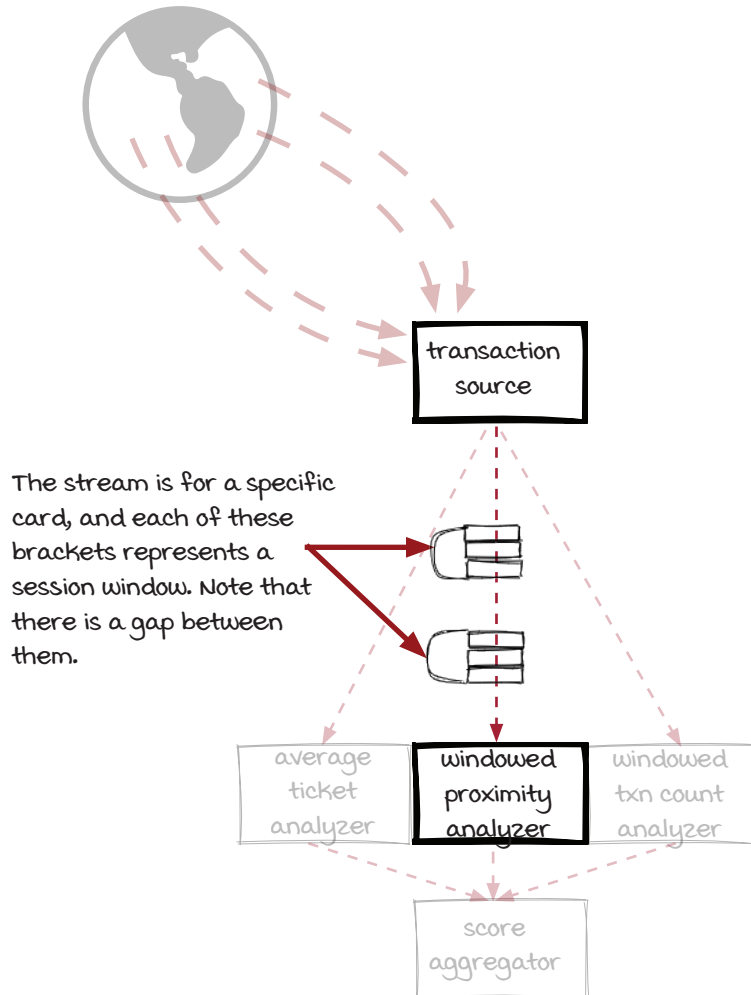 transaction
source
The stream is for a specific
card, and each of these
brackets represents a
session window. Note that
there is a gap between
them.
average
ticket
analyzer
windowed
proximity
analyzer
windowed
txn count
analyzer
score
aggregator